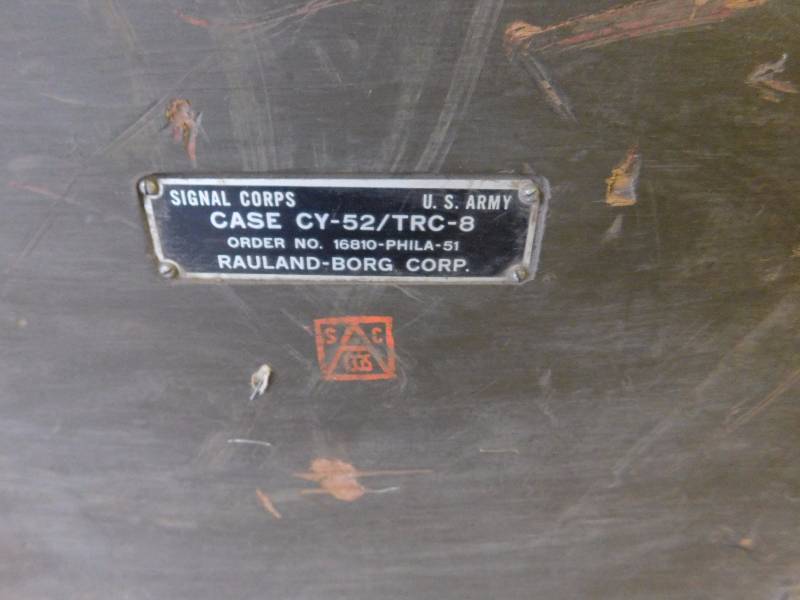 SIGNAL CORPS U. S. ARMY
CASE CY-52/TRC-8
ORDER NO. 16810-PHILA-51
RAULAND-BORG CORP.
S C